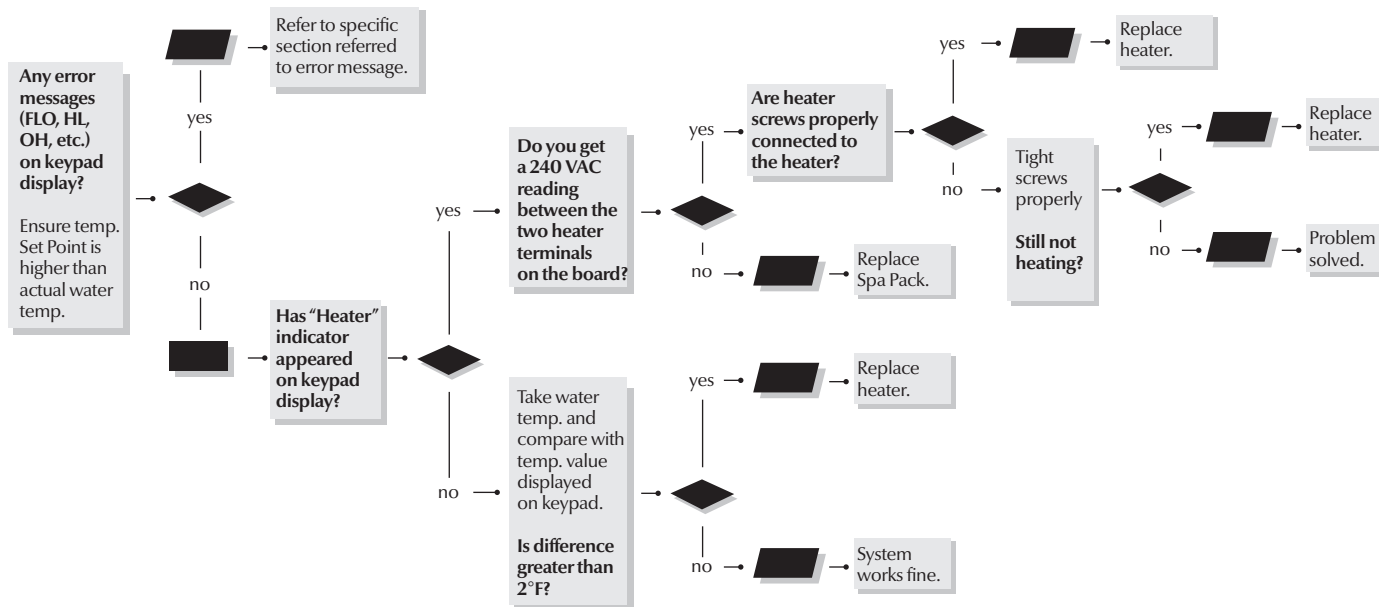 Any error
messages
(FLO, HL,
OH, etc.)
on keypad
display?
Ensure temp.
Set Point is
higher than
actual water
temp.
yes
Refer to specific
section referred
to error message.
no
Has “Heater”
indicator
appeared
on keypad
display?
yes
Do you get
a 240 VAC
reading
between the
two heater
terminals
on the board?
yes
Are heater
screws properly
connected to
the heater?
yes
Replace
heater.
no
Tight
screws
properly
Still not
heating?
yes
Replace
heater.
no
Problem
solved.
no
Replace
Spa Pack.
no
Take water
temp. and
compare with
temp. value
displayed
on keypad.
Is difference
greater than
2°F?
yes
Replace
heater.
no
System
works fine.